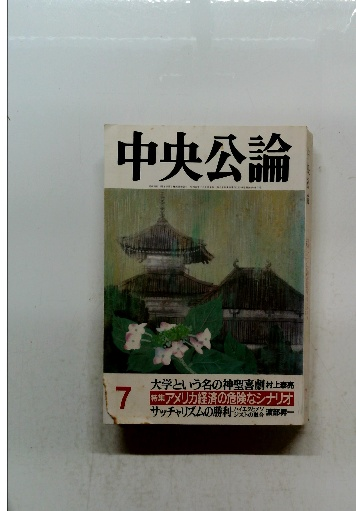 中央公論
大学という名の神聖喜劇 村上泰亮
7
特集 アメリカ経済の危険なシナリオ
サッチャリズムの勝利 渡部昇一